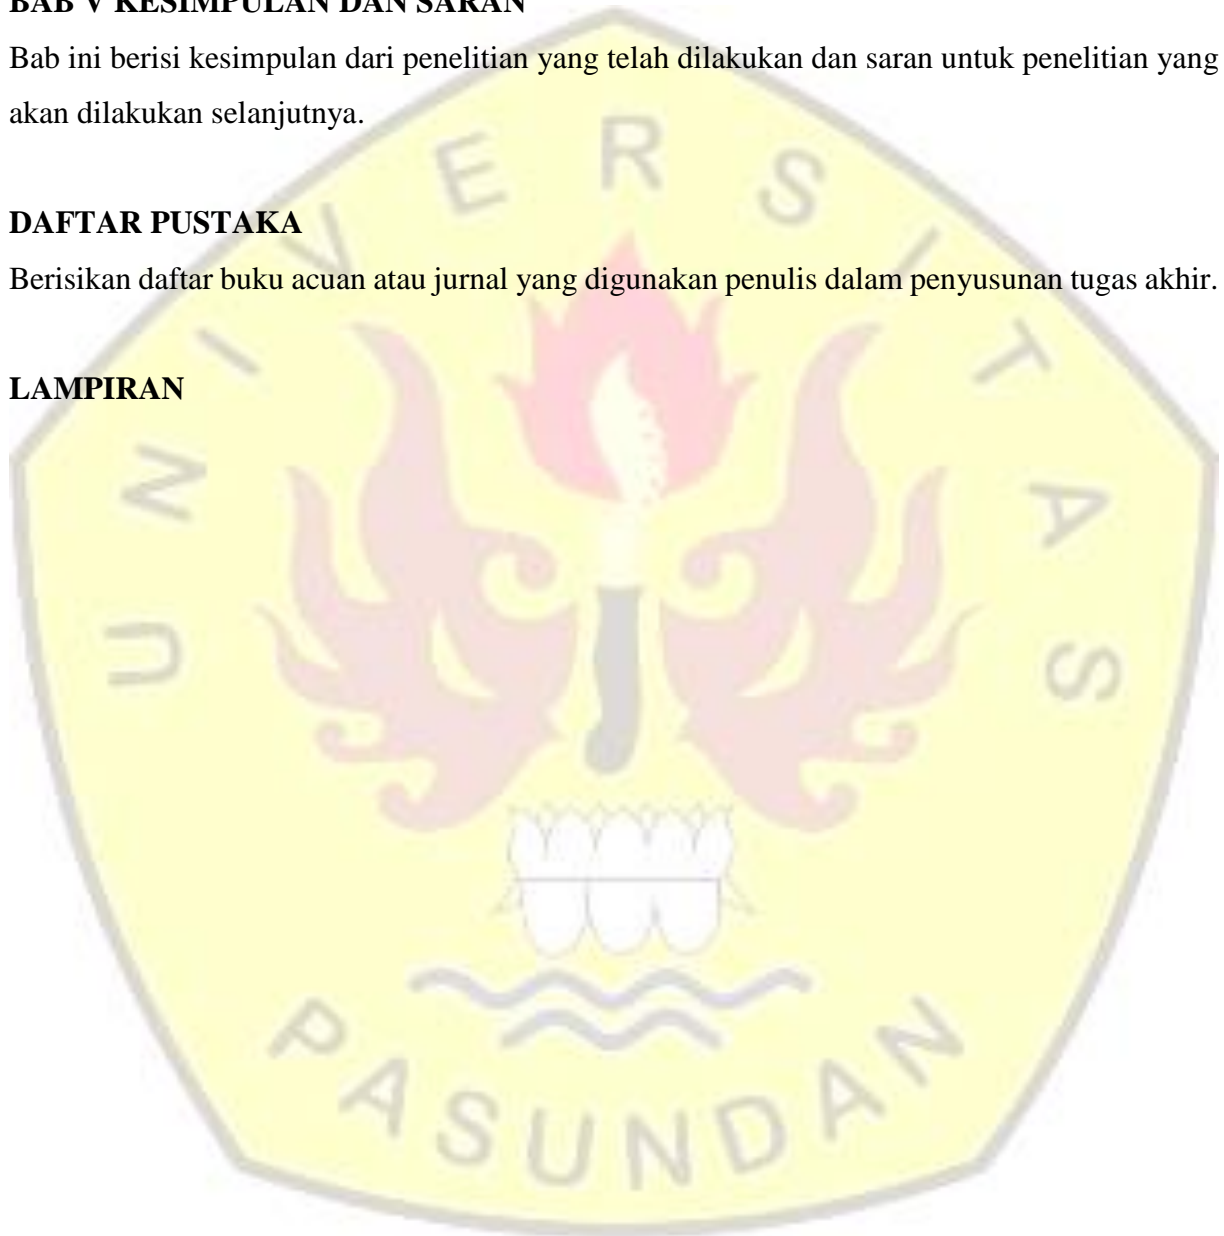 BAB V KESIMPULAN DAN SARAN
Bab ini berisi kesimpulan dari penelitian yang telah dilakukan dan saran untuk penelitian yang
akan dilakukan selanjutnya.
DAFTAR PUSTAKA
Berisikan daftar buku acuan atau jurnal yang digunakan penulis dalam penyusunan tugas akhir.
LAMPIRAN
UNIVERSITAS
PASUNDAN